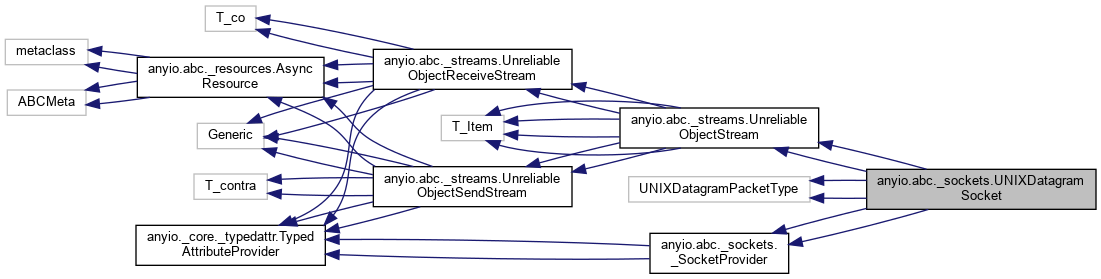 T_co
metaclass
anyio.abc._streams.Unreliable
ObjectReceiveStream
anyio.abc._resources.Async
Resource
ABCMeta
Generic
T_Item
anyio.abc._streams.Unreliable
ObjectStream
T_contra
anyio.abc._streams.Unreliable
ObjectSendStream
UNIXDatagramPacketType
anyio.abc._sockets.UNIXDatagram
Socket
anyio._core._typedattr.Typed
AttributeProvider
anyio.abc._sockets.
_SocketProvider